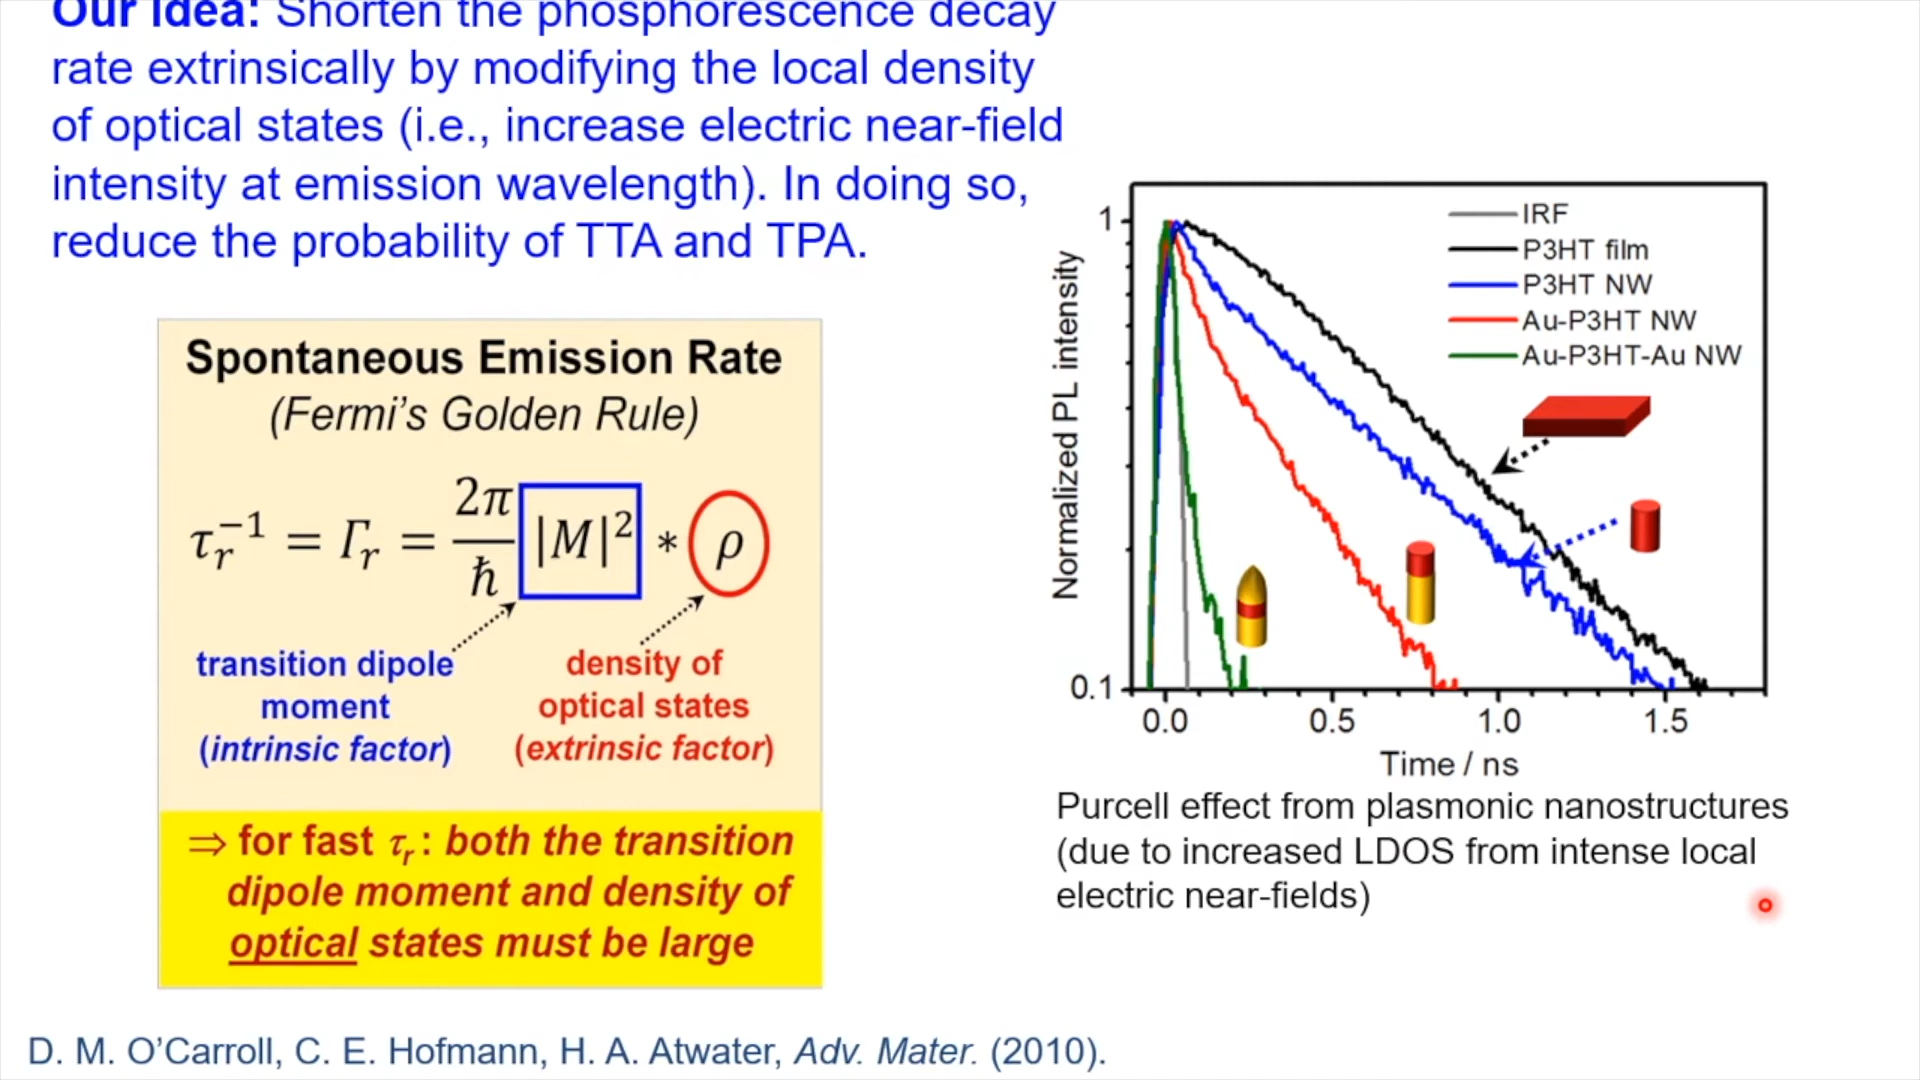 Our Idea: Shorten the phosphorescence decay
rate extrinsically by modifying the local density
of optical states (i.e., increase electric near-field
intensity at emission wavelength). In doing so,
reduce the probability of TTA and TPA.
Spontaneous Emission Rate
(Fermi's Golden Rule)
τᵣ⁻¹ = Γᵣ = 2π/ħ |M|² * ρ
transition dipole
moment
(intrinsic factor)
density of
optical states
(extrinsic factor)
⇒ for fast τᵣ: both the transition
dipole moment and density of
optical states must be large
Normalized PL intensity
1
0.1
IRF
P3HT film
P3HT NW
Au-P3HT NW
Au-P3HT-Au NW
0.0 0.5 1.0 1.5
Time / ns
Purcell effect from plasmonic nanostructures
(due to increased LDOS from intense local
electric near-fields)
D. M. O'Carroll, C. E. Hofmann, H. A. Atwater, Adv. Mater. (2010).